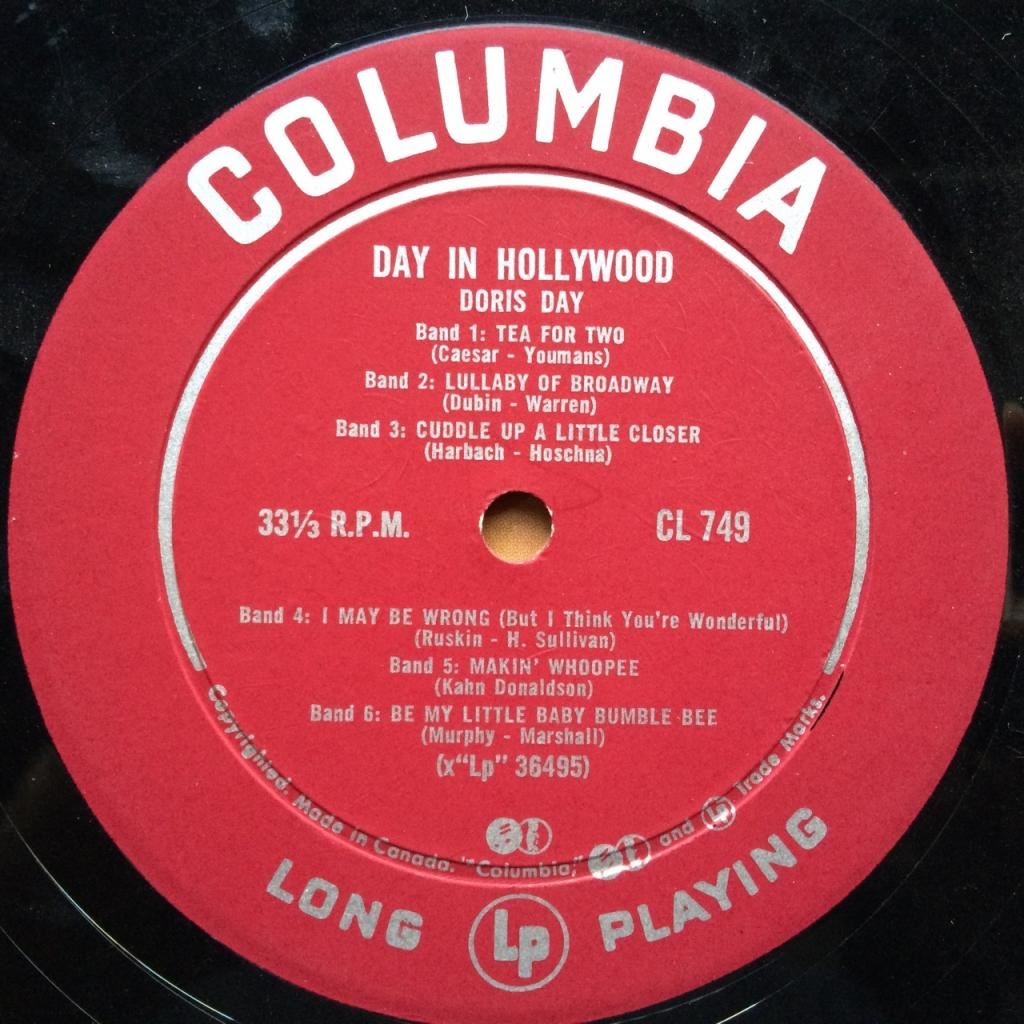 COLUMBIA
DAY IN HOLLYWOOD
DORIS DAY
Band 1: TEA FOR TWO
(Caesar - Youmans)
Band 2: LULLABY OF BROADWAY
(Dubin - Warren)
Band 3: CUDDLE UP A LITTLE CLOSER
(Harbach - Hoschna)
33⅓ R.P.M.
CL 749
Band 4: I MAY BE WRONG (But I Think You're Wonderful)
(Ruskin - H. Sullivan)
Band 5: MAKIN' WHOOPEE
(Kahn Donaldson)
Band 6: BE MY LITTLE BABY BUMBLE BEE
(Murphy - Marshall)
(x"Lp" 36495)
Copyrighted. Made in Canada. "Columbia," and Lp Trade Marks.
LONG Lp PLAYING